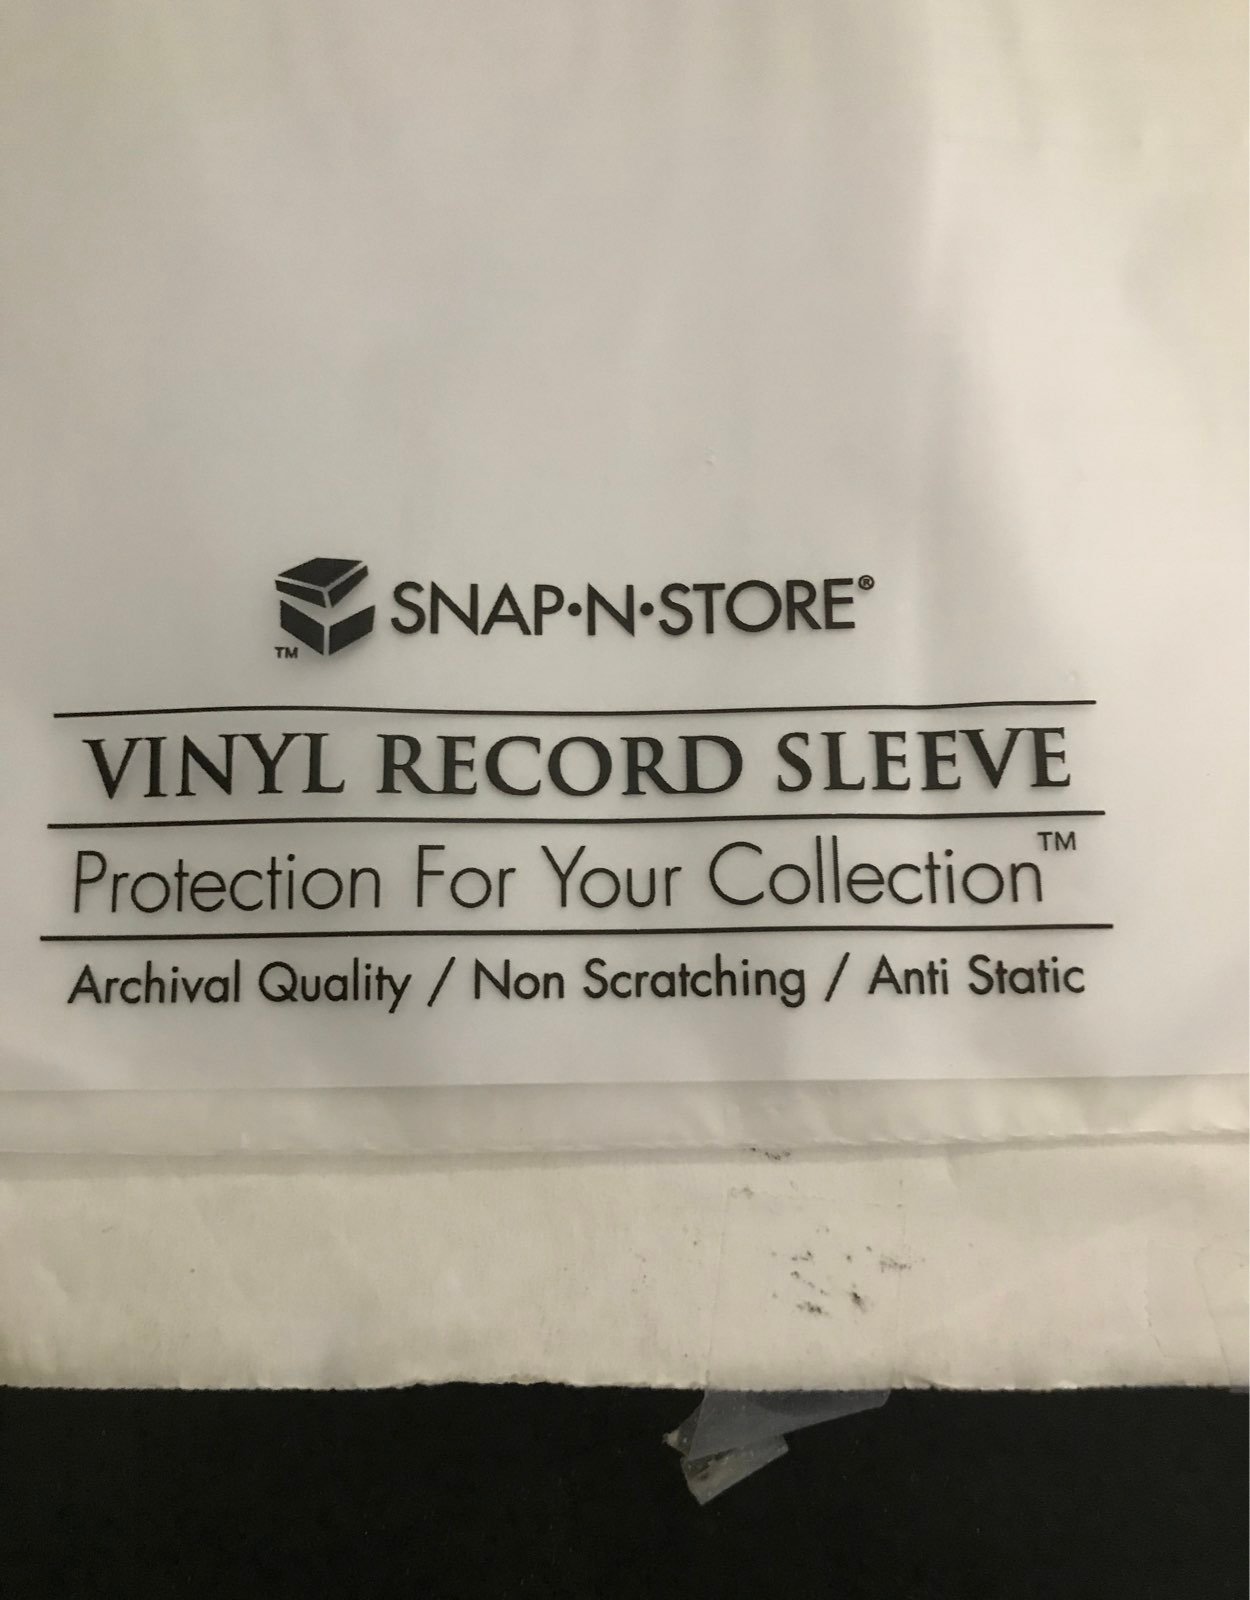 SNAP•N•STORE®
TM
VINYL RECORD SLEEVE
Protection For Your Collection™
Archival Quality / Non Scratching / Anti Static